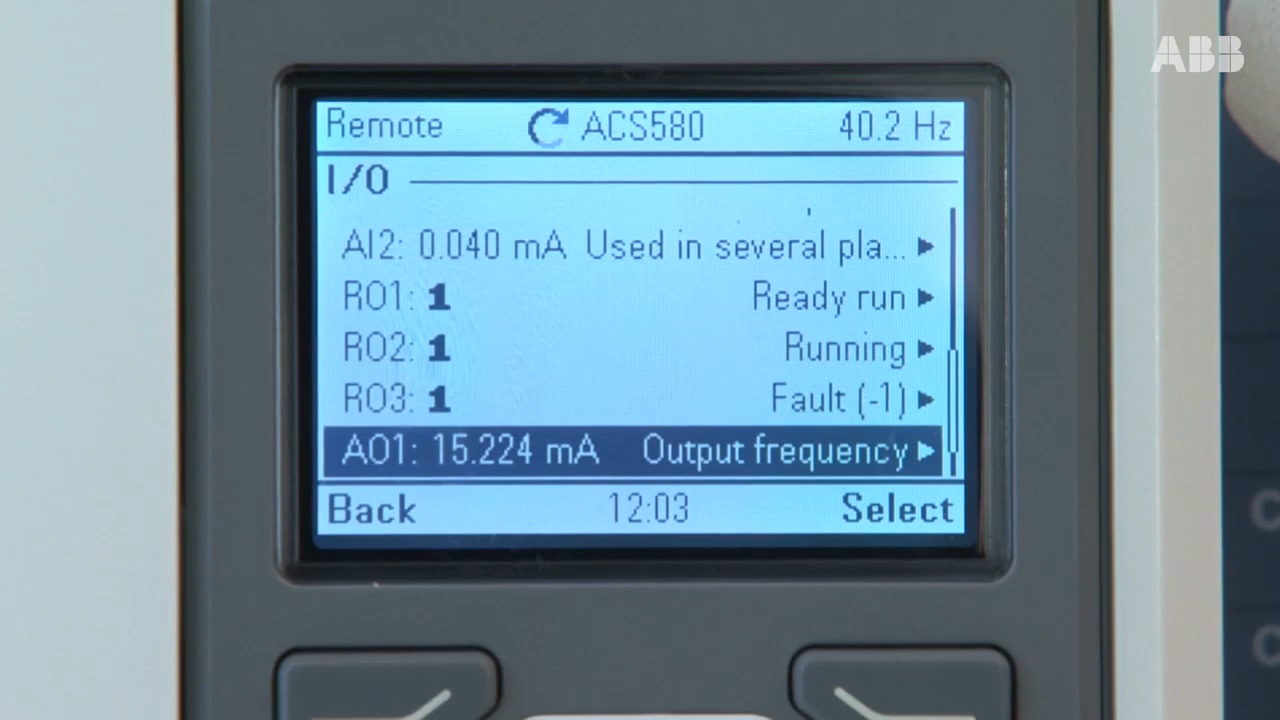 ABB
Remote ACS580 40.2 Hz
I/O
AI2: 0.040 mA Used in several pla...
RO1: 1 Ready run
RO2: 1 Running
RO3: 1 Fault (-1)
AO1: 15.224 mA Output frequency
Back 12:03 Select